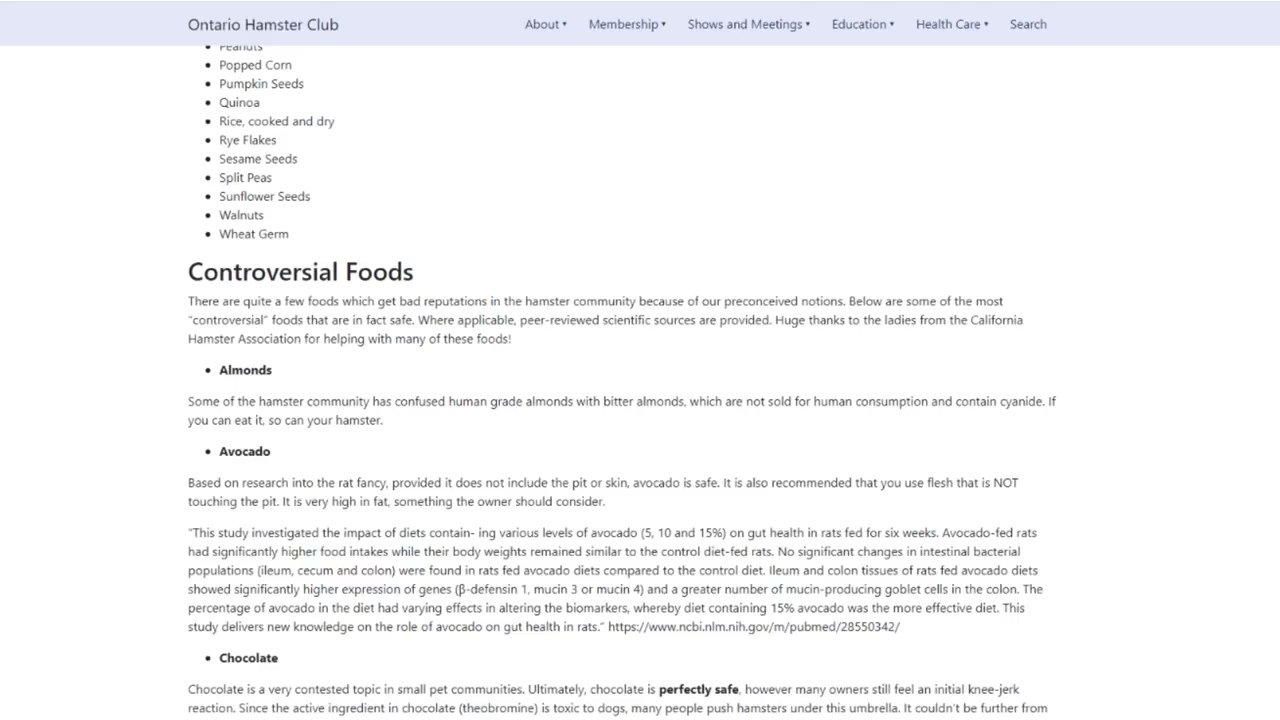 Ontario Hamster Club
About ▾ Membership ▾ Shows and Meetings ▾ Education ▾ Health Care ▾ Search
• Peanuts
• Popped Corn
• Pumpkin Seeds
• Quinoa
• Rice, cooked and dry
• Rye Flakes
• Sesame Seeds
• Split Peas
• Sunflower Seeds
• Walnuts
• Wheat Germ
Controversial Foods
There are quite a few foods which get bad reputations in the hamster community because of our preconceived notions. Below are some of the most
“controversial” foods that are in fact safe. Where applicable, peer-reviewed scientific sources are provided. Huge thanks to the ladies from the California
Hamster Association for helping with many of these foods!
• Almonds
Some of the hamster community has confused human grade almonds with bitter almonds, which are not sold for human consumption and contain cyanide. If
you can eat it, so can your hamster.
• Avocado
Based on research into the rat fancy, provided it does not include the pit or skin, avocado is safe. It is also recommended that you use flesh that is NOT
touching the pit. It is very high in fat, something the owner should consider.
“This study investigated the impact of diets contain- ing various levels of avocado (5, 10 and 15%) on gut health in rats fed for six weeks. Avocado-fed rats
had significantly higher food intakes while their body weights remained similar to the control diet-fed rats. No significant changes in intestinal bacterial
populations (ileum, cecum and colon) were found in rats fed avocado diets compared to the control diet. Ileum and colon tissues of rats fed avocado diets
showed significantly higher expression of genes (β-defensin 1, mucin 3 or mucin 4) and a greater number of mucin-producing goblet cells in the colon. The
percentage of avocado in the diet had varying effects in altering the biomarkers, whereby diet containing 15% avocado was the more effective diet. This
study delivers new knowledge on the role of avocado on gut health in rats.” https://www.ncbi.nlm.nih.gov/m/pubmed/28550342/
• Chocolate
Chocolate is a very contested topic in small pet communities. Ultimately, chocolate is perfectly safe, however many owners still feel an initial knee-jerk
reaction. Since the active ingredient in chocolate (theobromine) is toxic to dogs, many people push hamsters under this umbrella. It couldn't be further from